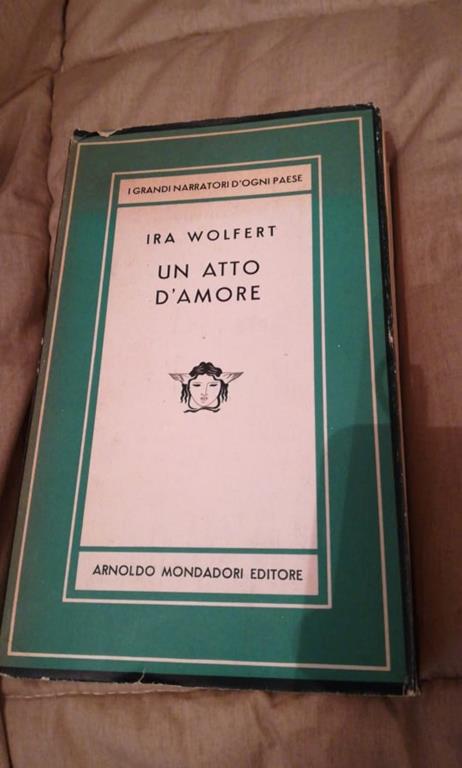 I GRANDI NARRATORI D'OGNI PAESE
IRA WOLFERT
UN ATTO
D'AMORE
ARNOLDO MONDADORI EDITORE